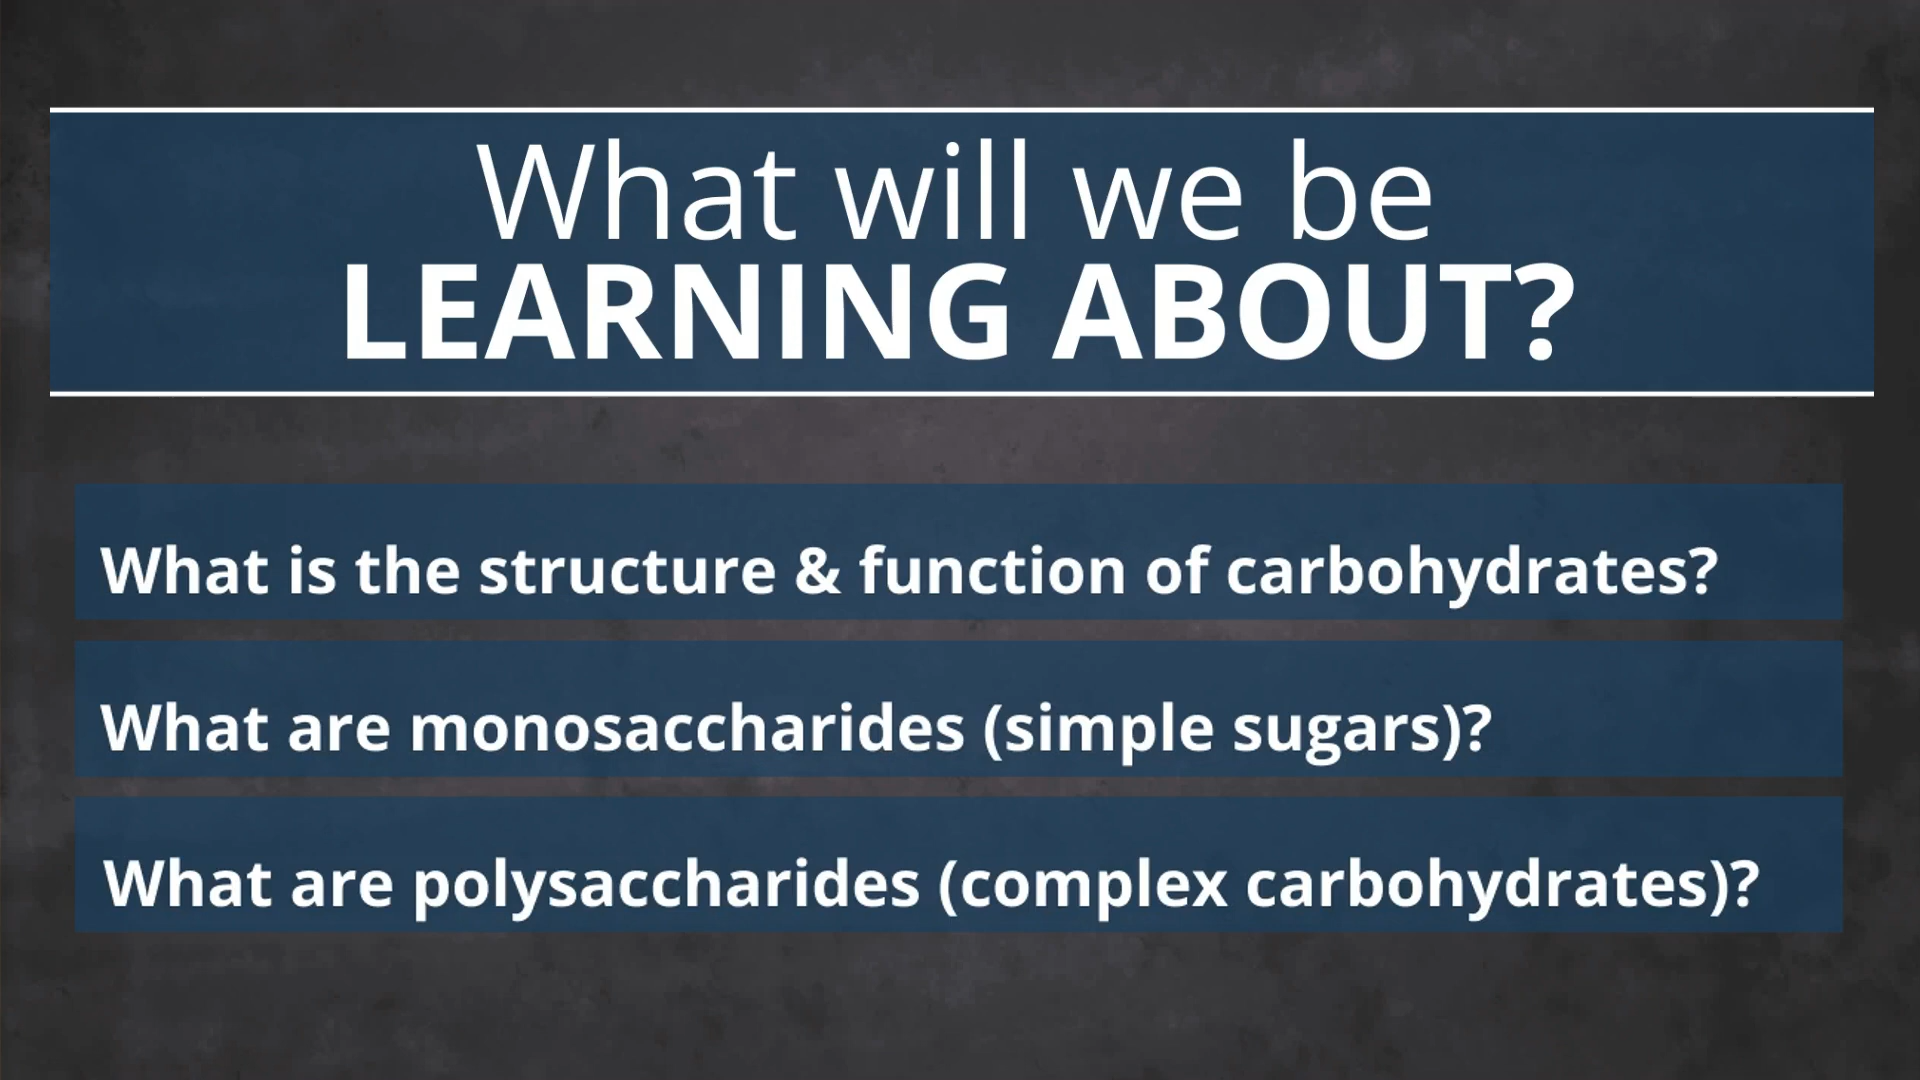 What will we be
LEARNING ABOUT?
What is the structure & function of carbohydrates?
What are monosaccharides (simple sugars)?
What are polysaccharides (complex carbohydrates)?